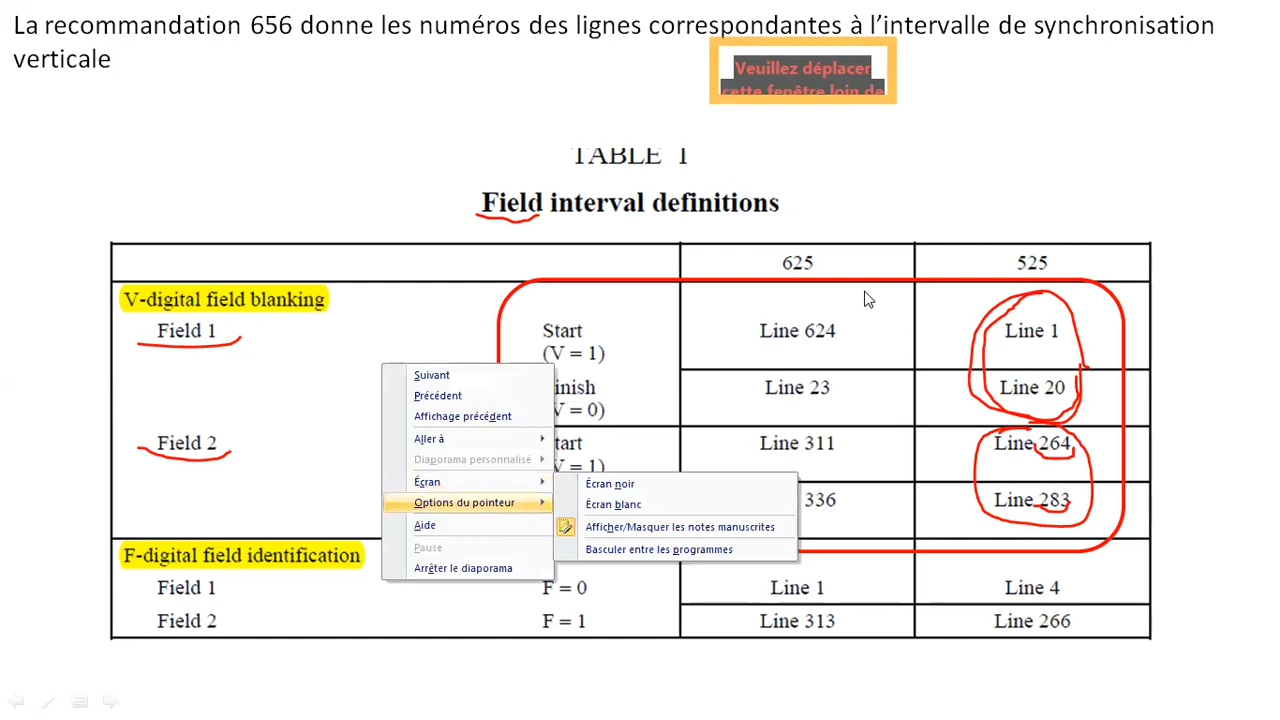 La recommandation 656 donne les numéros des lignes correspondantes à l'intervalle de synchronisation
verticale
Veuillez déplacer
cette fenêtre loin de
TABLE 1
Field interval definitions
625 525
V-digital field blanking
Field 1 Start Line 624 Line 1
(V = 1)
inish Line 23 Line 20
V = 0)
Field 2 tart Line 311 Line 264
V = 1)
336 Line 283
F-digital field identification
Field 1 F = 0 Line 1 Line 4
Field 2 F = 1 Line 313 Line 266
Suivant
Précédent
Affichage précédent
Aller à
Diaporama personnalisé
Écran
Options du pointeur
Aide
Pause
Arrêter le diaporama
Écran noir
Écran blanc
Afficher/Masquer les notes manuscrites
Basculer entre les programmes